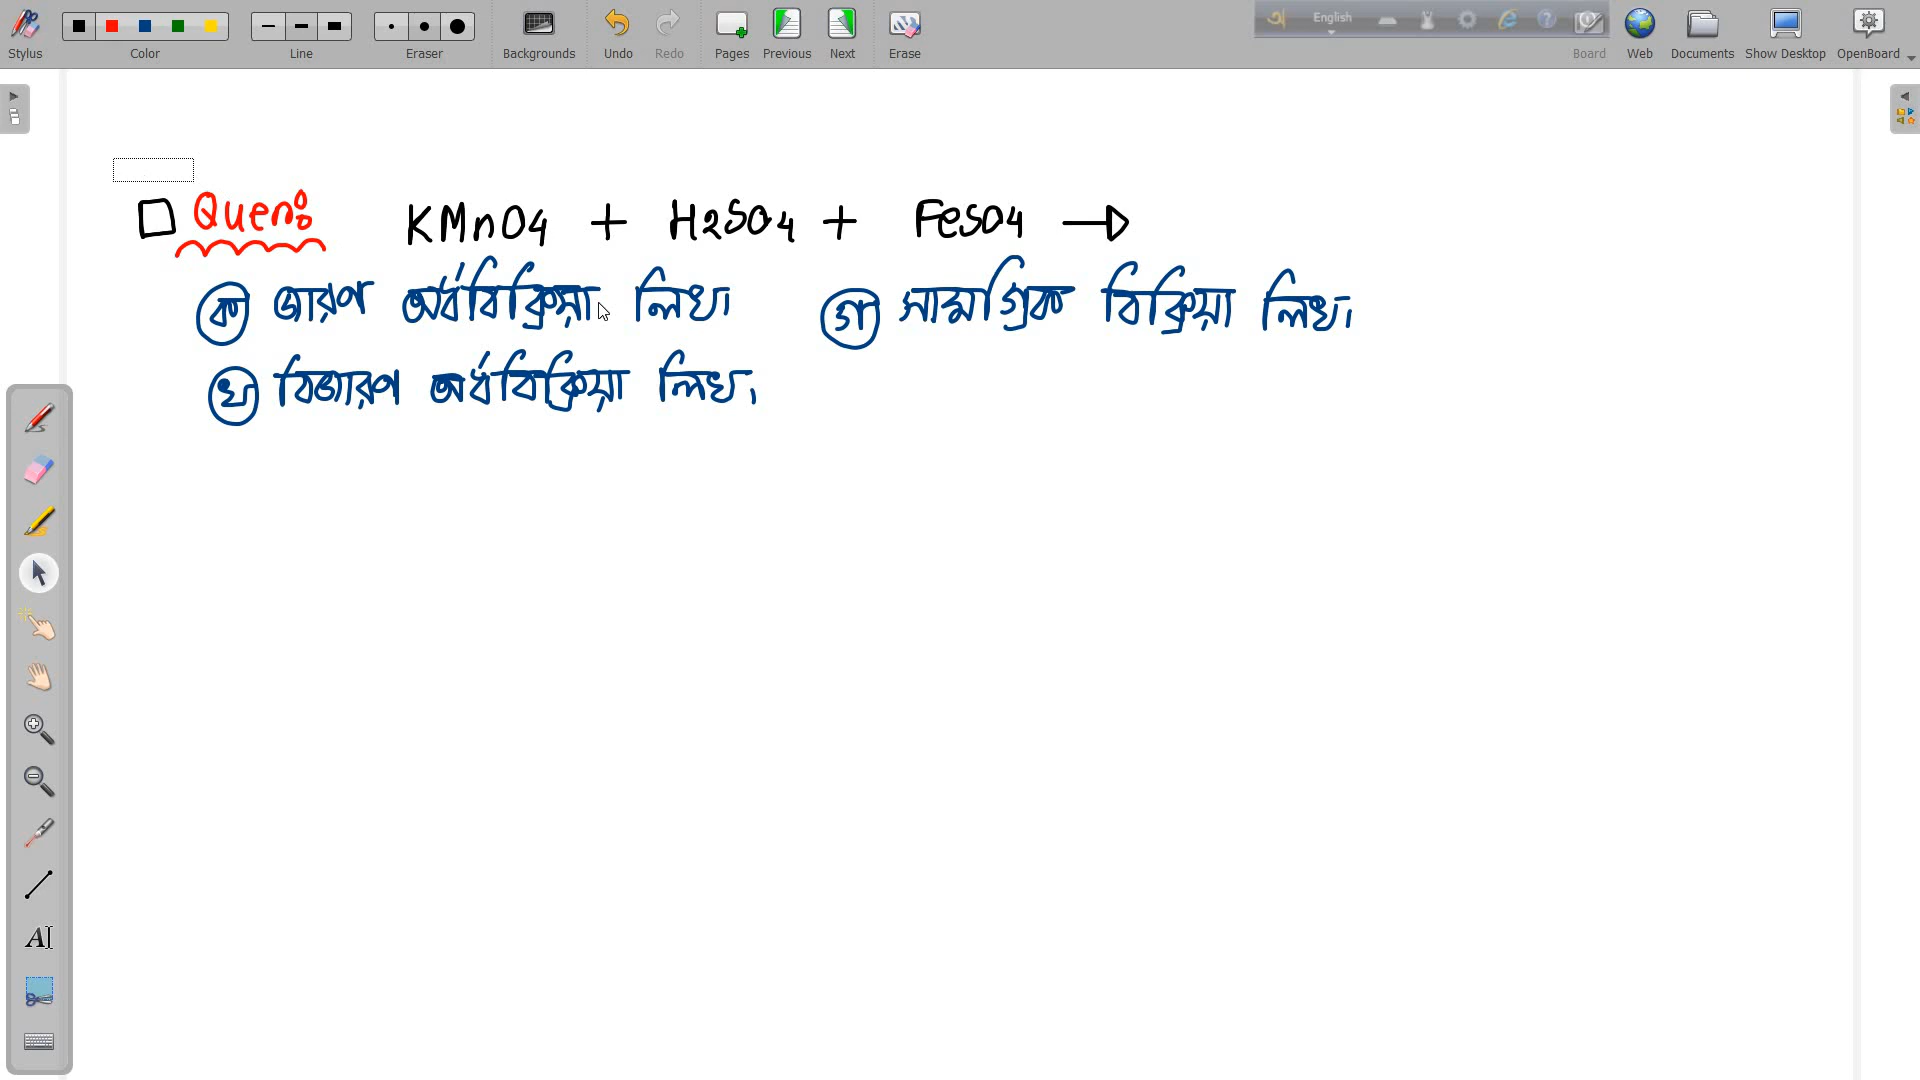 Stylus Color Line Eraser Backgrounds Undo Redo Pages Previous Next Erase English Board Web Documents Show Desktop OpenBoard
Quenঃ KMnO4 + H2SO4 + FeSO4
ক জারণ অর্ধবিক্রিয়া লিখ। গ সামগ্রিক বিক্রিয়া লিখ।
খ বিজারণ অর্ধবিক্রিয়া লিখ।